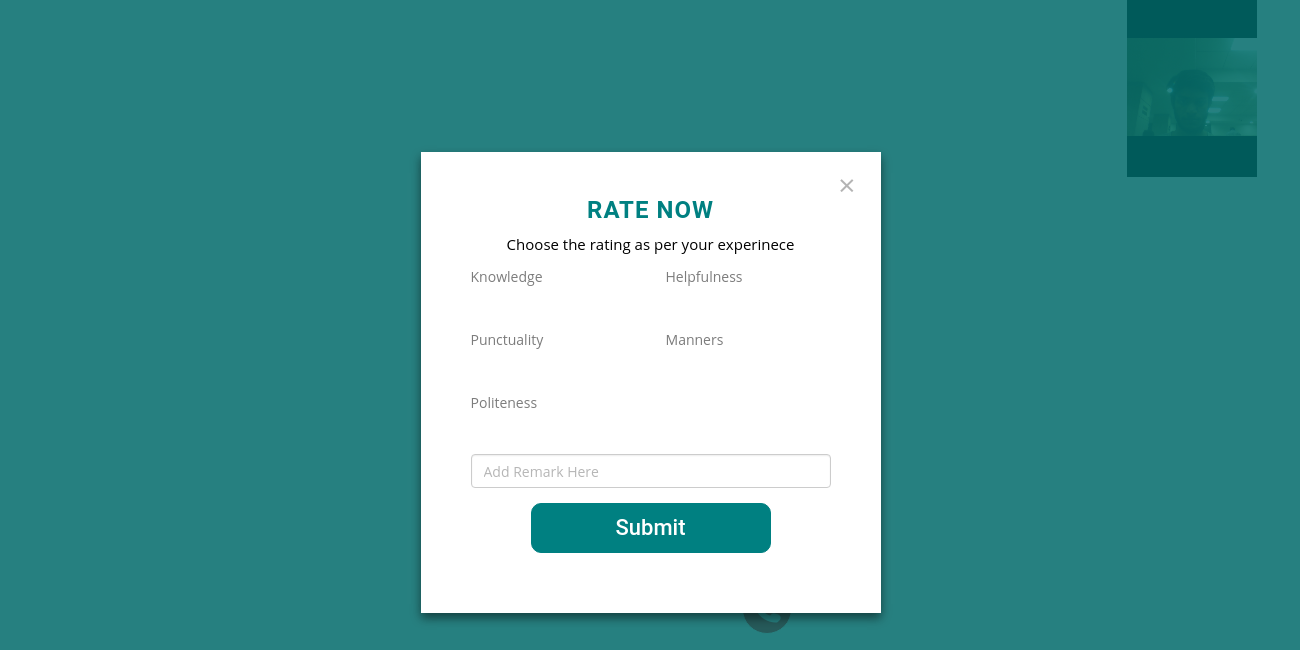 RATE NOW
Choose the rating as per your experinece
Knowledge Helpfulness
Punctuality Manners
Politeness
Add Remark Here
Submit